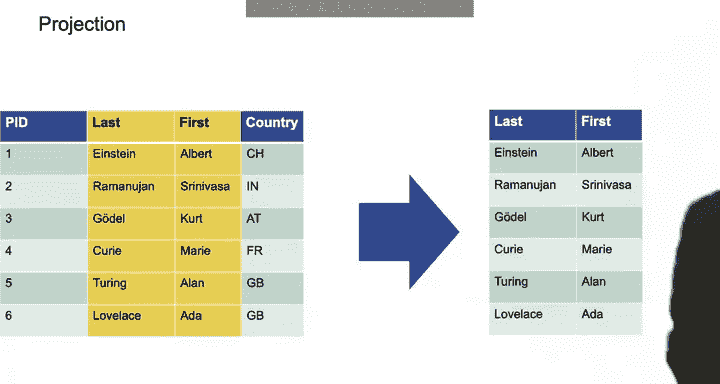 Projection
PID Last First Country
1 Einstein Albert CH
2 Ramanujan Srinivasa IN
3 Gödel Kurt AT
4 Curie Marie FR
5 Turing Alan GB
6 Lovelace Ada GB
Last First
Einstein Albert
Ramanujan Srinivasa
Gödel Kurt
Curie Marie
Turing Alan
Lovelace Ada